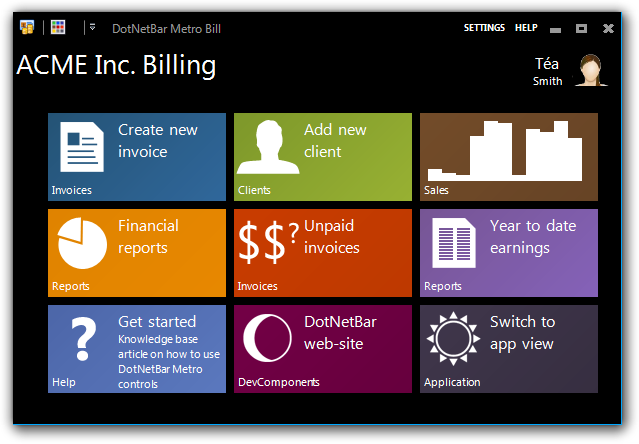 DotNetBar Metro Bill
SETTINGS HELP
ACME Inc. Billing
Téa
Smith
Create new
invoice
Invoices
Add new
client
Clients
Sales
Financial
reports
Reports
$$?
Unpaid
invoices
Invoices
Year to date
earnings
Reports
?
Get started
Knowledge base
article on how to use
DotNetBar Metro
controls
Help
DotNetBar
web-site
DevComponents
Switch to
app view
Application